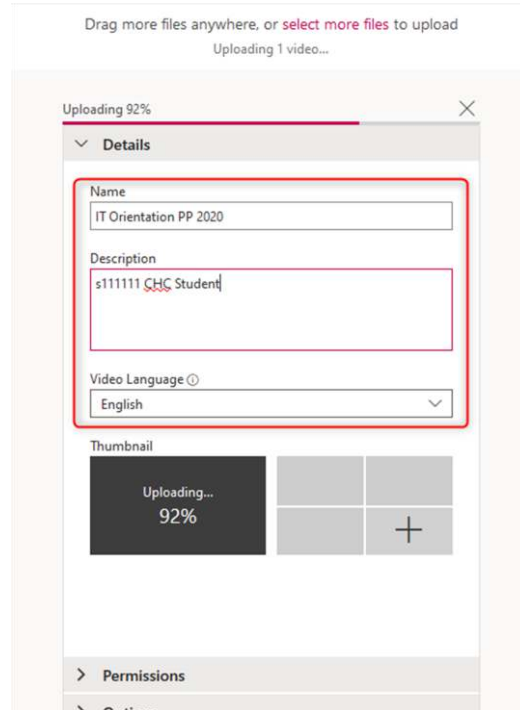 Drag more files anywhere, or select more files to upload
Uploading 1 video...
Uploading 92%
Details
Name
IT Orientation PP 2020
Description
s111111 CHC Student
Video Language
English
Thumbnail
Uploading...
92%
Permissions